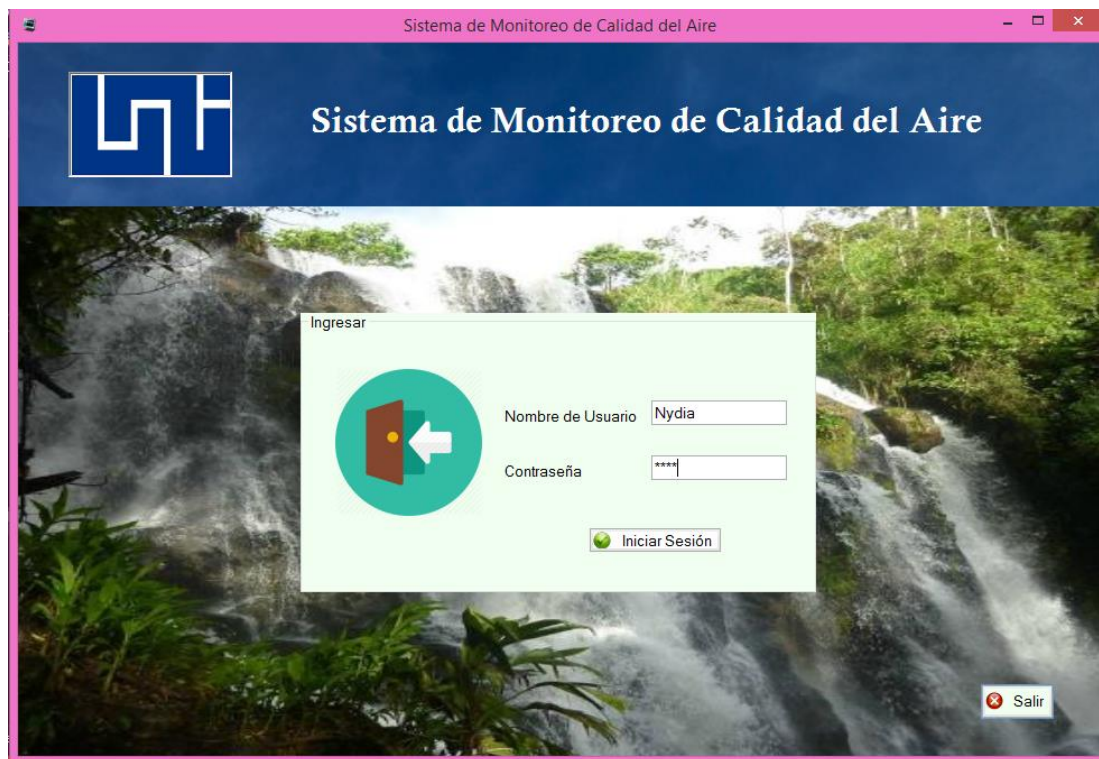 Sistema de Monitoreo de Calidad del Aire
Sistema de Monitoreo de Calidad del Aire
Ingresar
Nombre de Usuario Nydia
Contraseña ****
Iniciar Sesión
Salir